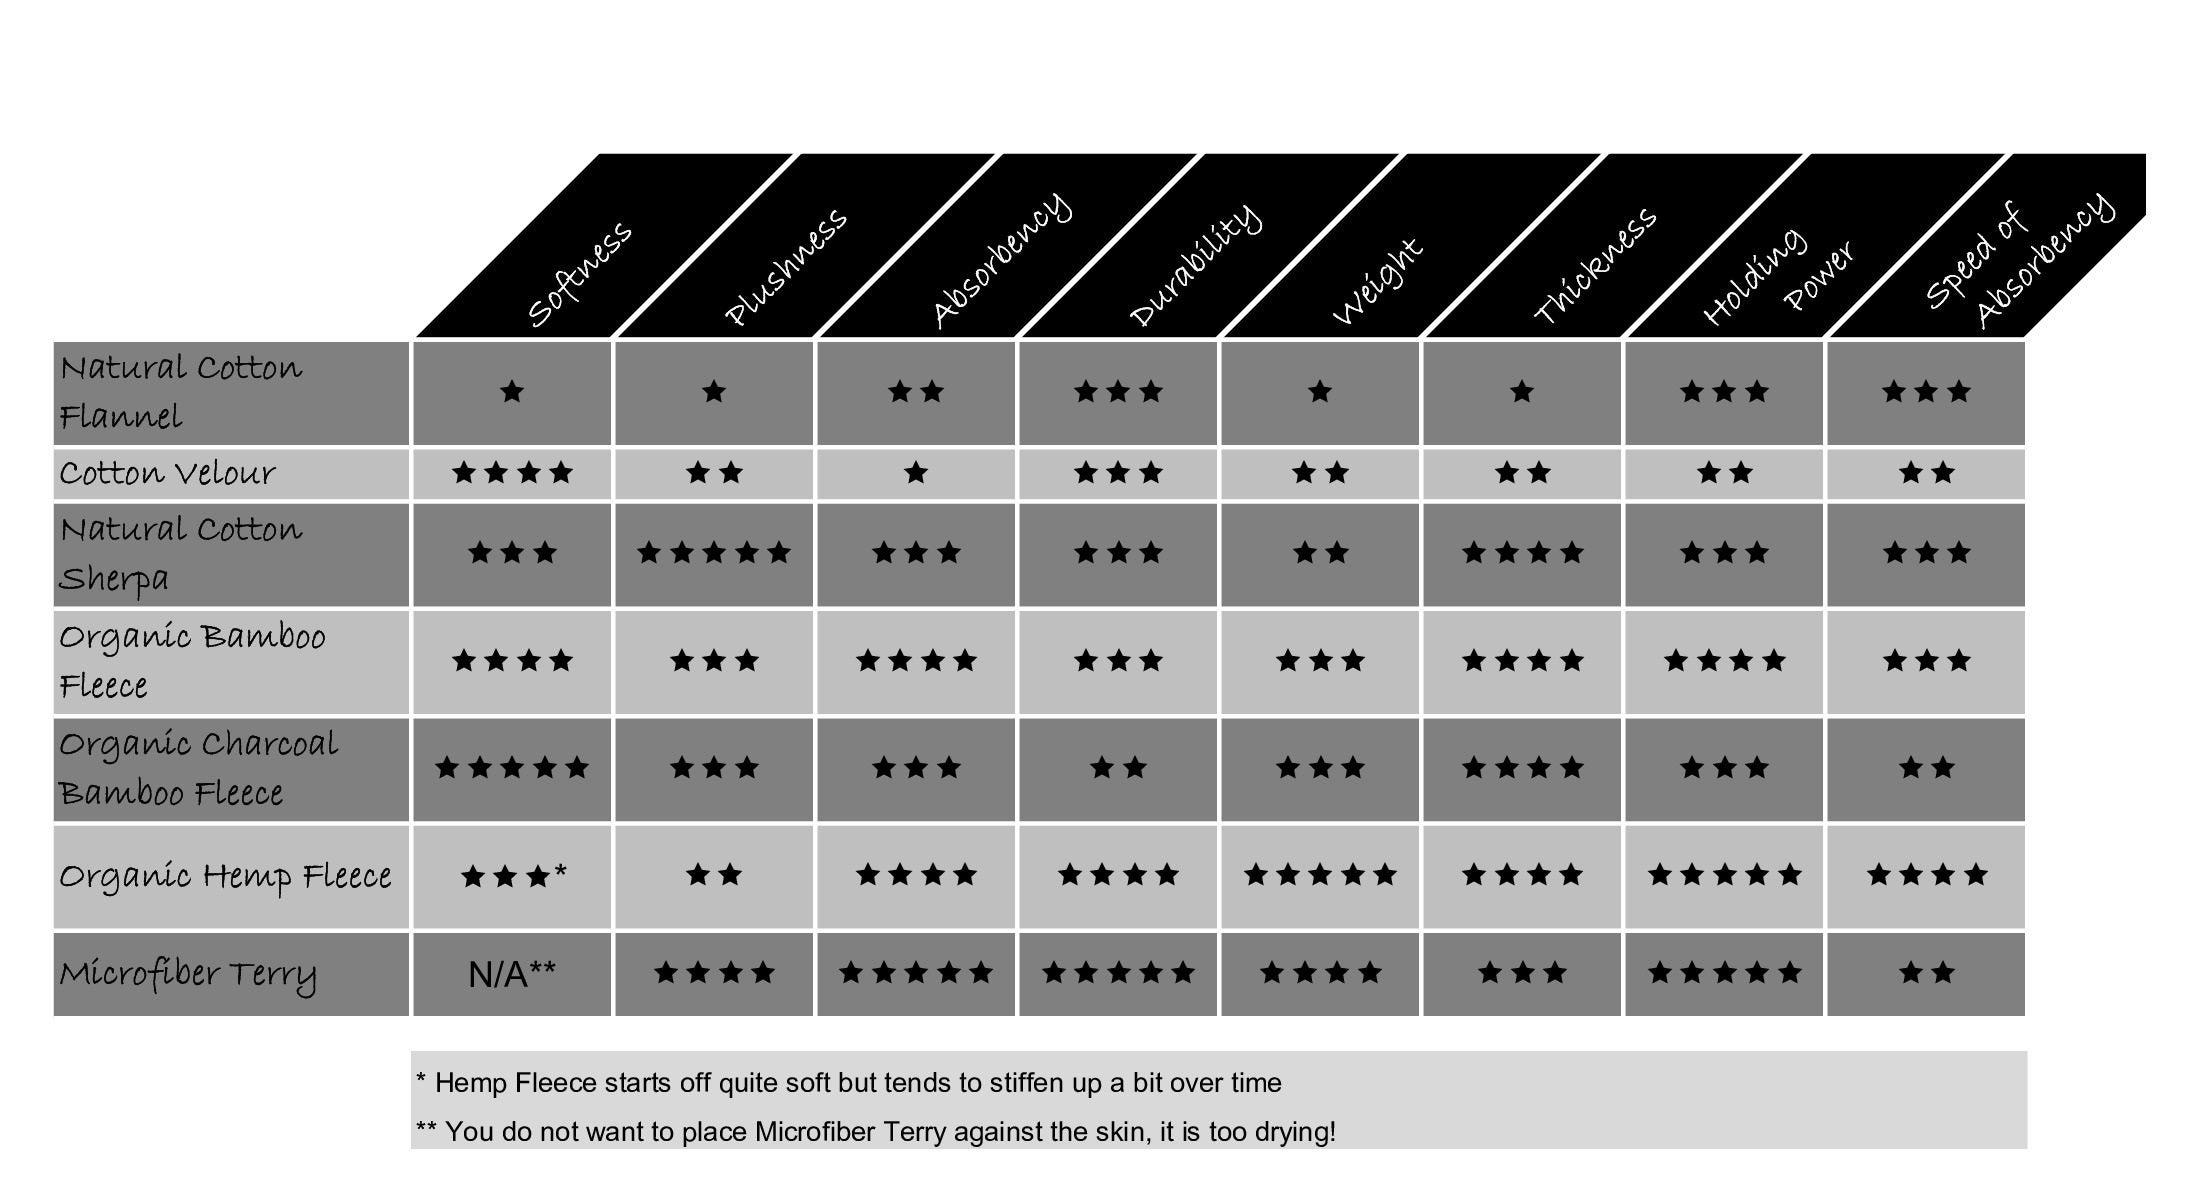 Softness
Plushness
Absorbency
Durability
Weight
Thickness
Holding
Power
Speed of
Absorbency
Natural Cotton
Flannel
★ ★ ★★ ★★★ ★ ★ ★★★ ★★★
Cotton Velour ★★★★ ★★ ★ ★★★ ★★ ★★ ★★ ★★
Natural Cotton
Sherpa
★★★ ★★★★★ ★★★ ★★★ ★★ ★★★★ ★★★ ★★★
Organic Bamboo
Fleece
★★★★ ★★★ ★★★★ ★★★ ★★★ ★★★★ ★★★★ ★★★
Organic Charcoal
Bamboo Fleece
★★★★★ ★★★ ★★★ ★★ ★★★ ★★★★ ★★★ ★★
Organic Hemp Fleece ★★★* ★★ ★★★★ ★★★★ ★★★★★ ★★★★ ★★★★★ ★★★★
Microfiber Terry N/A** ★★★★ ★★★★★ ★★★★★ ★★★★ ★★★ ★★★★★ ★★
* Hemp Fleece starts off quite soft but tends to stiffen up a bit over time
** You do not want to place Microfiber Terry against the skin, it is too drying!